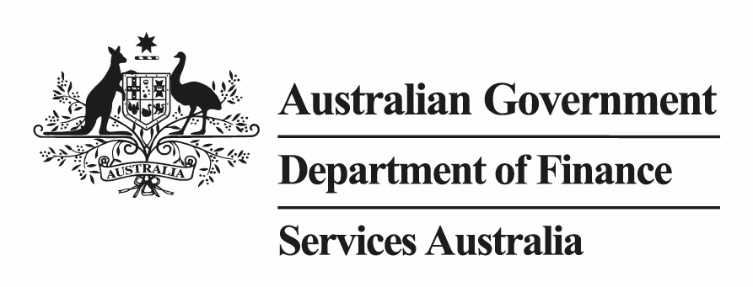 AUSTRALIA
Australian Government
Department of Finance
Services Australia